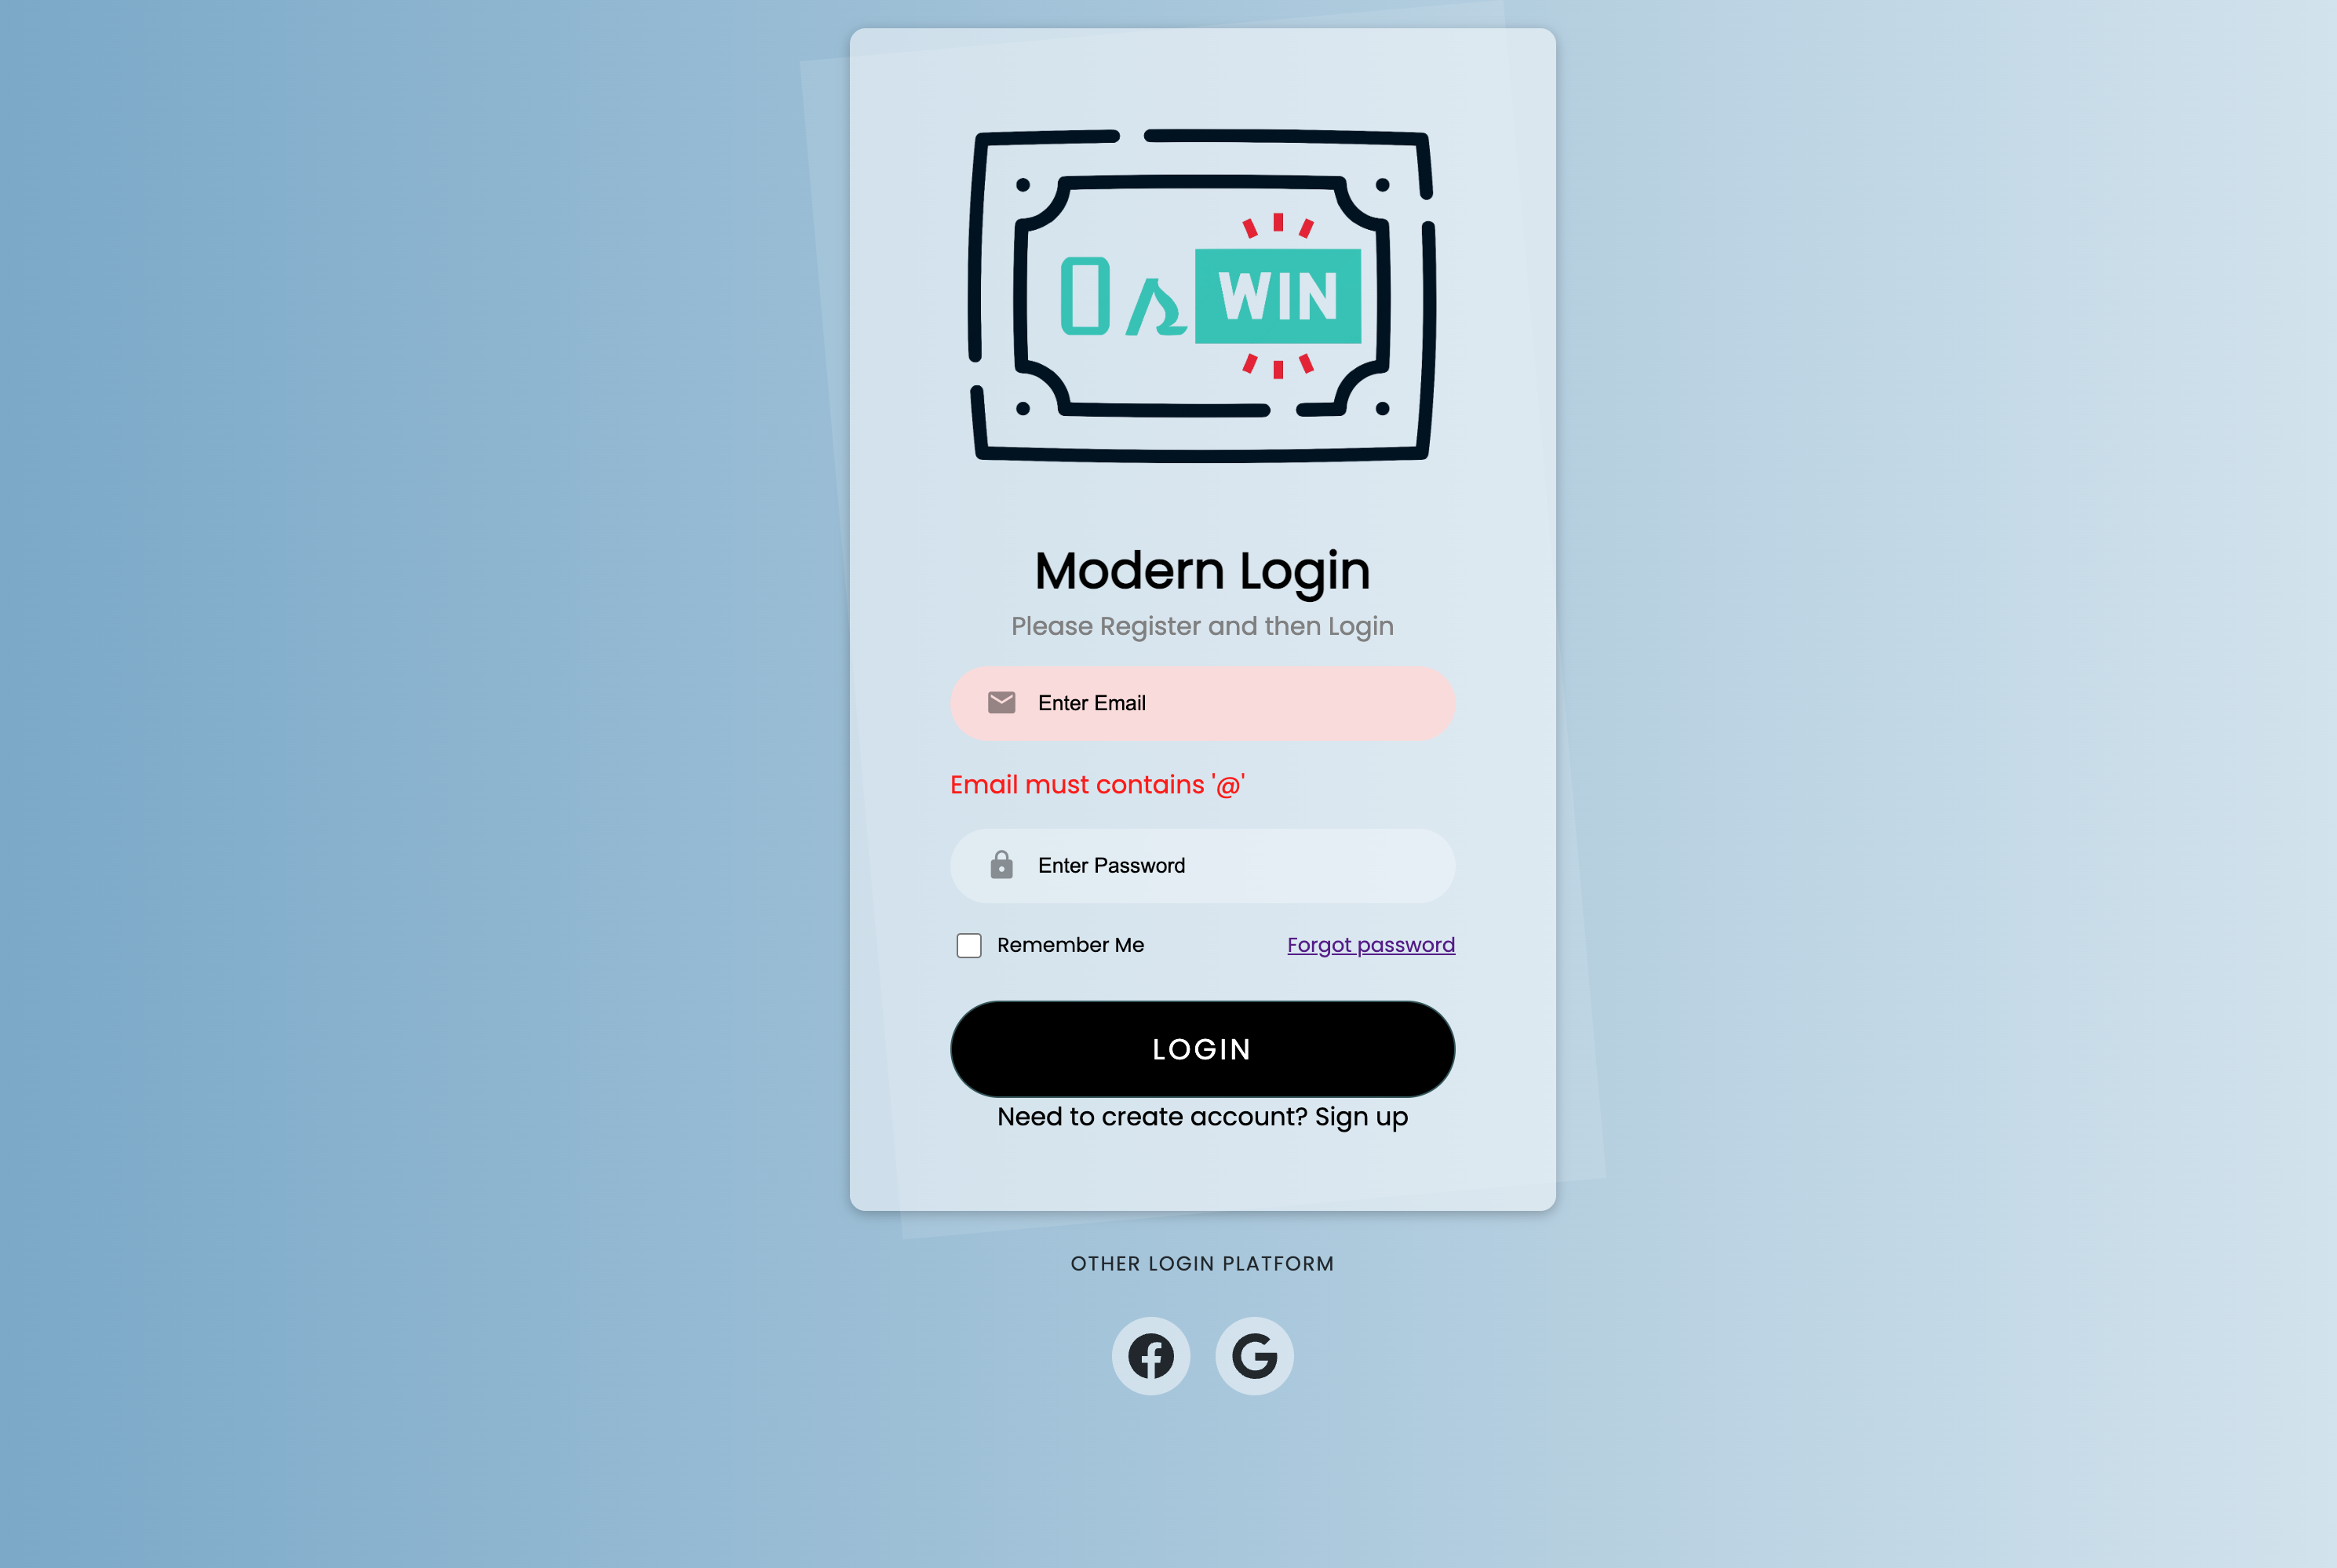 WIN
Modern Login
Please Register and then Login
Enter Email
Email must contains '@'
Enter Password
Remember Me
Forgot password
LOGIN
Need to create account? Sign up
OTHER LOGIN PLATFORM